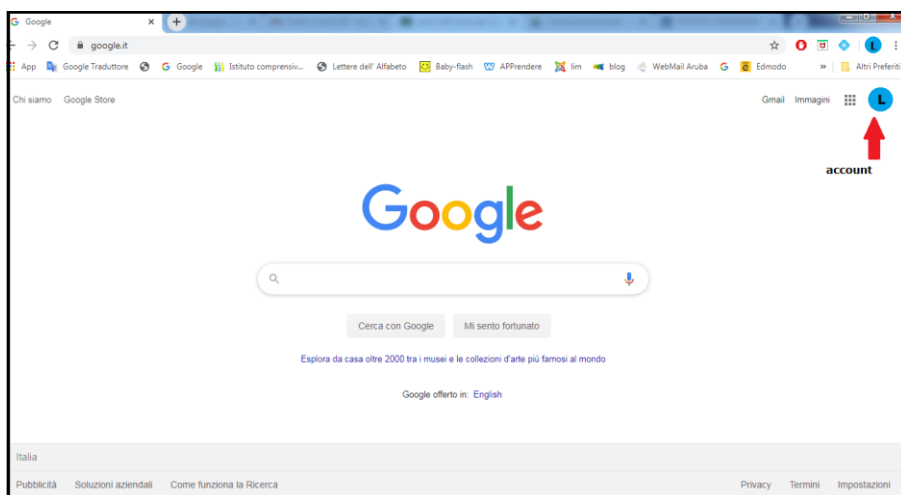 Google
google.it
App Google Traduttore Google Istituto comprensiv... Lettere dell' Alfabeto Baby-flash APPrendere lim blog WebMail Aruba Edmodo » Altri Preferiti
Chi siamo Google Store Gmail Immagini L
account
Google
Cerca con Google Mi sento fortunato
Esplora da casa oltre 2000 tra i musei e le collezioni d'arte più famosi al mondo
Google offerto in: English
Italia
Pubblicità Soluzioni aziendali Come funziona la Ricerca Privacy Termini Impostazioni